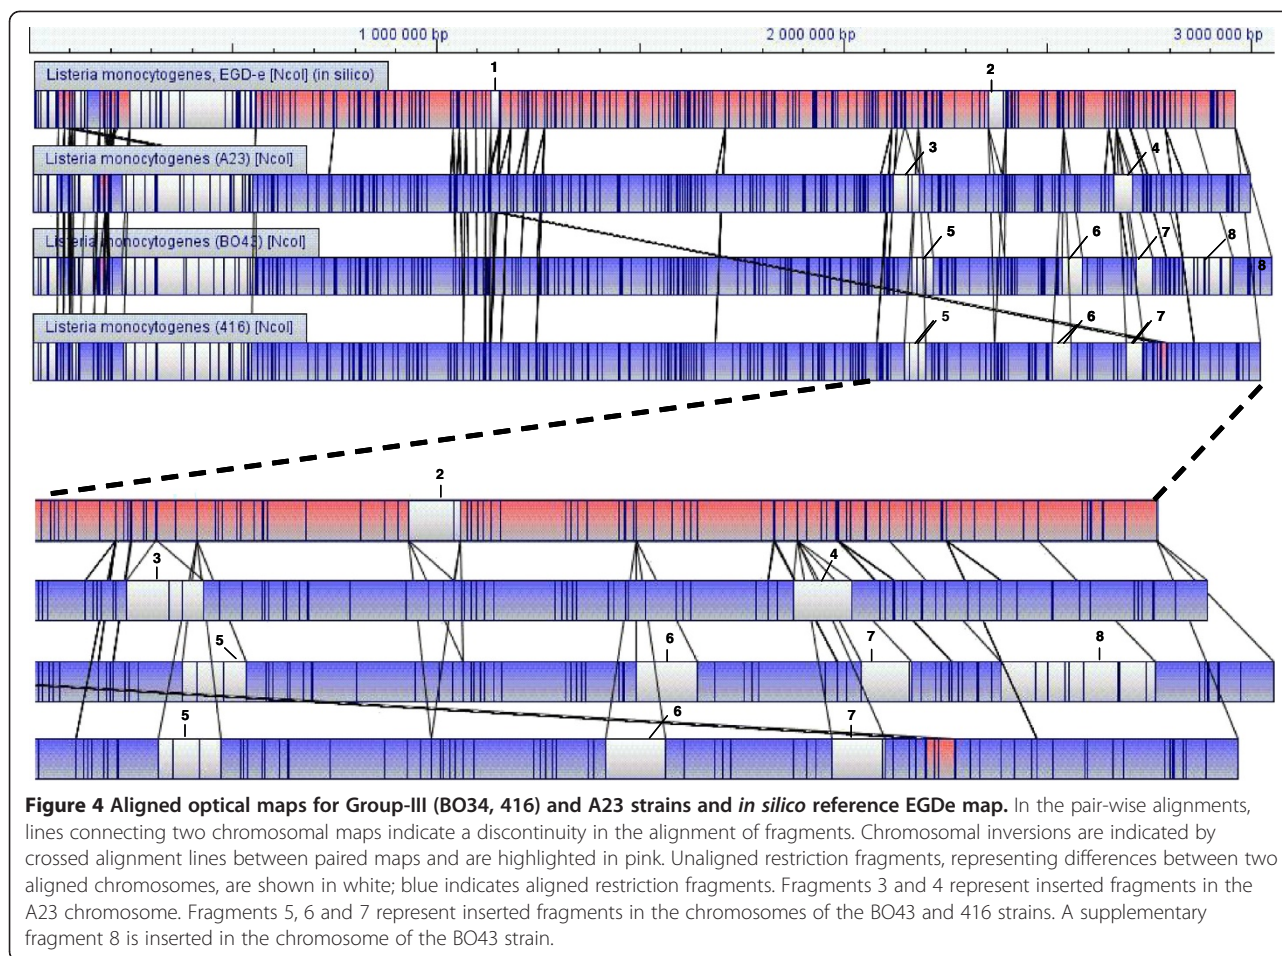 1 000 000 bp 2 000 000 bp 3 000 000 bp
Listeria monocytogenes, EGD-e [NcoI] (in silico)
1 2
Listeria monocytogenes (A23) [NcoI]
3 4
Listeria monocytogenes (BO43) [NcoI]
5 6 7 8
8
Listeria monocytogenes (416) [NcoI]
5 6 7
2
3 4
5 6 7 8
5 6 7
Figure 4 Aligned optical maps for Group-III (BO34, 416) and A23 strains and in silico reference EGDe map. In the pair-wise alignments,
lines connecting two chromosomal maps indicate a discontinuity in the alignment of fragments. Chromosomal inversions are indicated by
crossed alignment lines between paired maps and are highlighted in pink. Unaligned restriction fragments, representing differences between two
aligned chromosomes, are shown in white; blue indicates aligned restriction fragments. Fragments 3 and 4 represent inserted fragments in the
A23 chromosome. Fragments 5, 6 and 7 represent inserted fragments in the chromosomes of the BO43 and 416 strains. A supplementary
fragment 8 is inserted in the chromosome of the BO43 strain.